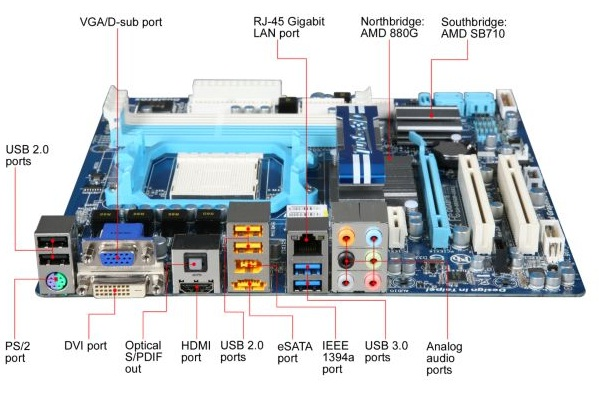 VGA/D-sub port
RJ-45 Gigabit
LAN port
Northbridge:
AMD 880G
Southbridge:
AMD SB710
USB 2.0
ports
Design in Taipei
PS/2
port
DVI port
Optical
S/PDIF
out
HDMI
port
USB 2.0
ports
eSATA
port
IEEE
1394a
port
USB 3.0
ports
Analog
audio
ports